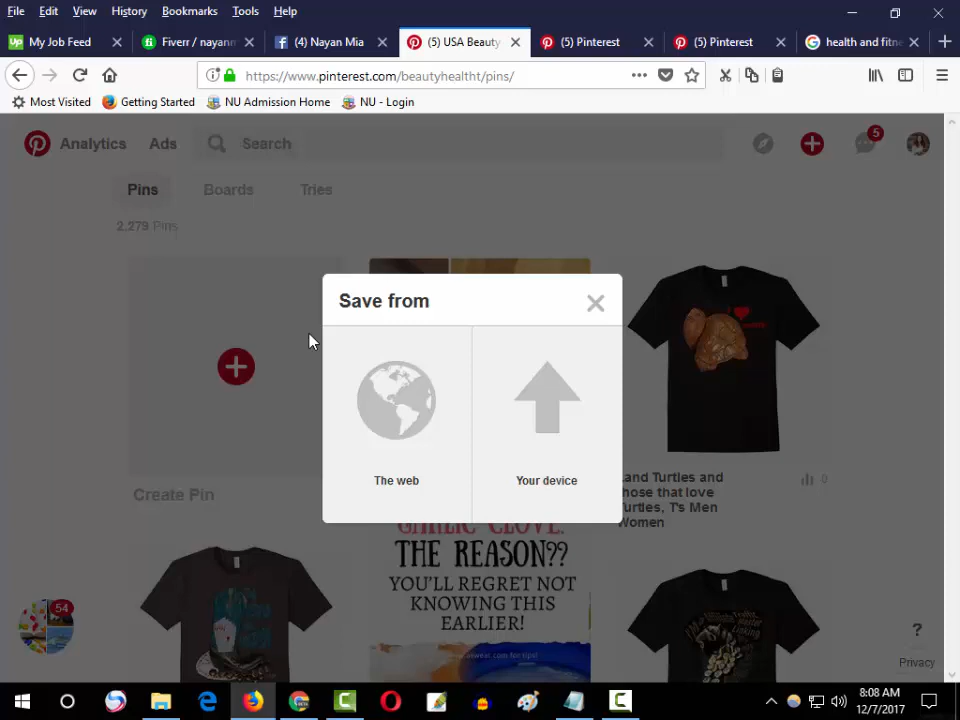 File Edit View History Bookmarks Tools Help
My Job Feed
Fiverr / nayanm
(4) Nayan Mia
(5) USA Beauty
(5) Pinterest
(5) Pinterest
health and fitne
https://www.pinterest.com/beautyhealtht/pins/
Most Visited Getting Started NU Admission Home NU - Login
Analytics Ads Search 5
Pins Boards Tries
2,279 Pins
Save from
The web Your device
Create Pin
Land Turtles and
those that love
Turtles, T's Men
Women
0
GARLIC CLOVE.
THE REASON??
YOU'LL REGRET NOT
KNOWING THIS
EARLIER!
54
?
Privacy
8:08 AM
12/7/2017